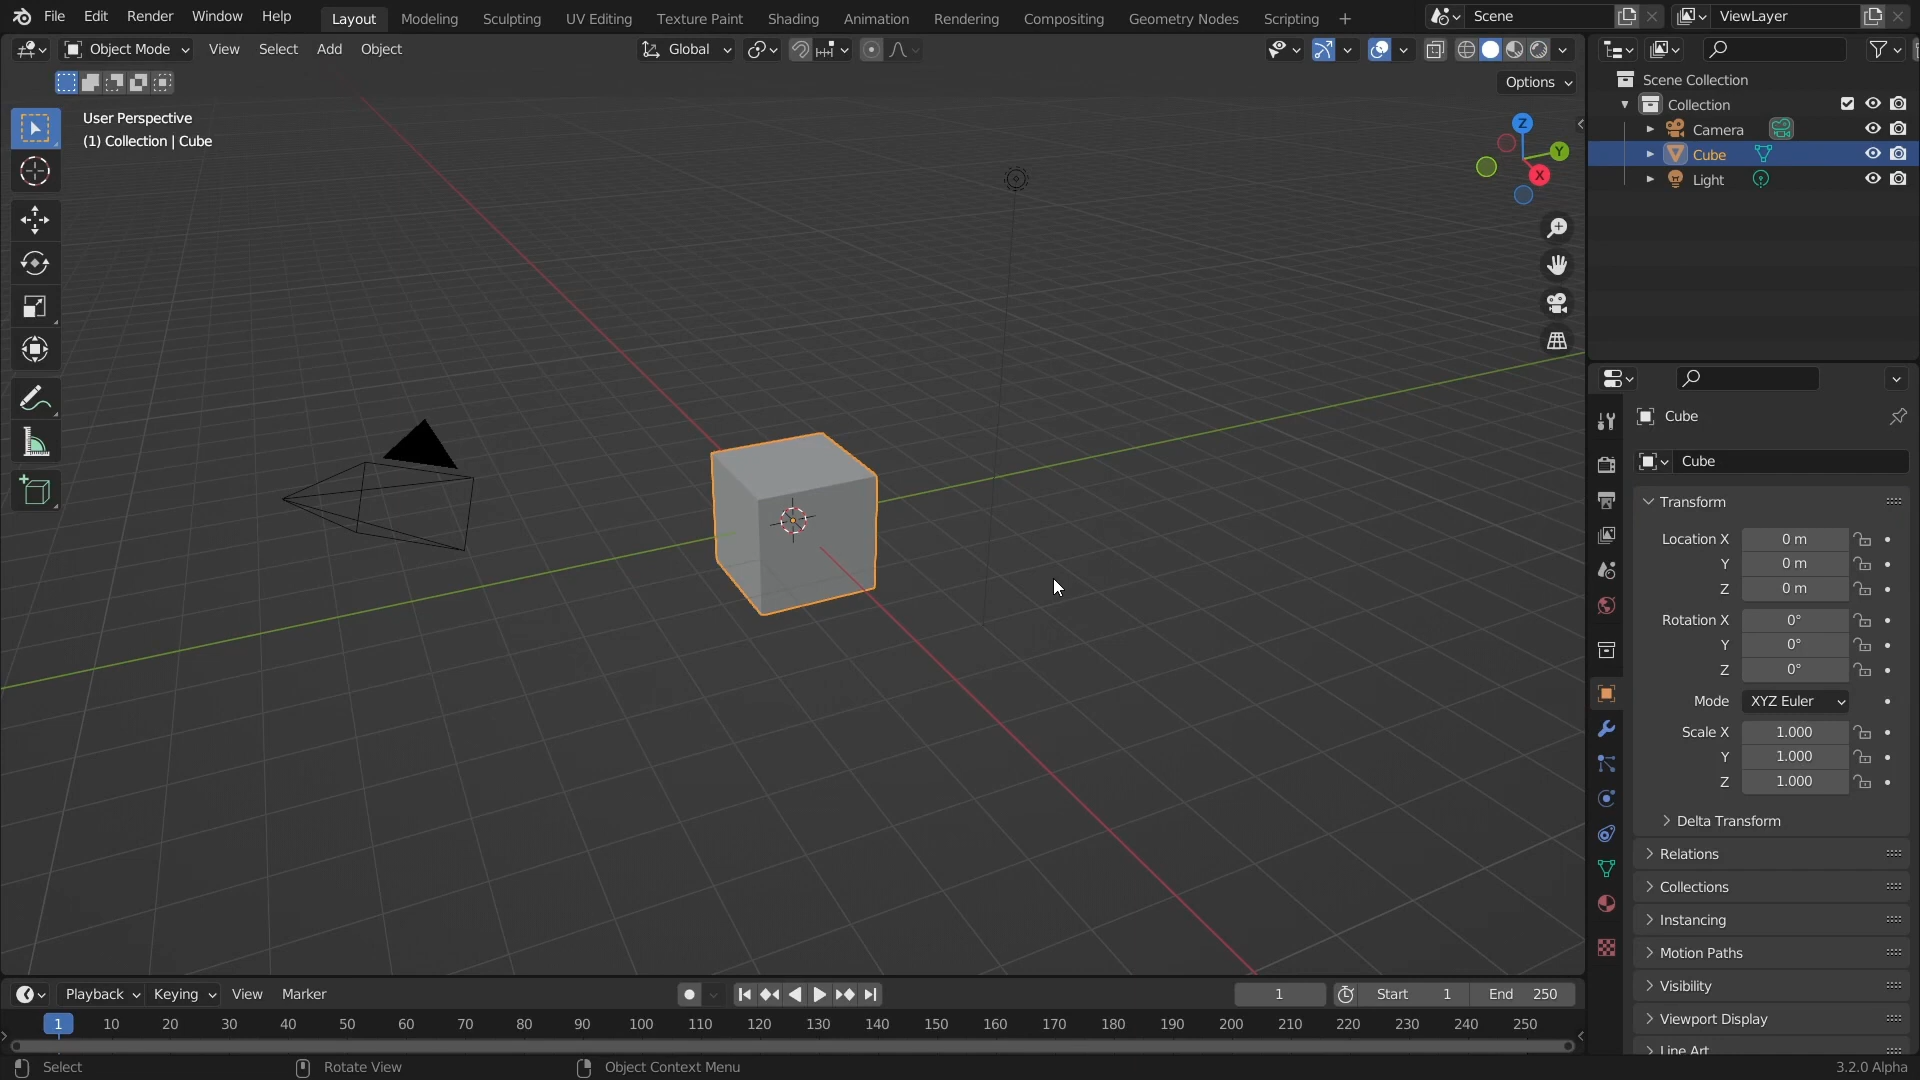 File Edit Render Window Help Layout Modeling Sculpting UV Editing Texture Paint Shading Animation Rendering Compositing Geometry Nodes Scripting + Scene ViewLayer
Object Mode View Select Add Object Global
Options
User Perspective
(1) Collection | Cube
Z
Y
X
Scene Collection
Collection
Camera
Cube
Light
Cube
Cube
Transform
Location X 0 m
Y 0 m
Z 0 m
Rotation X 0°
Y 0°
Z 0°
Mode XYZ Euler
Scale X 1.000
Y 1.000
Z 1.000
Delta Transform
Relations
Collections
Instancing
Motion Paths
Visibility
Viewport Display
Line Art
Playback Keying View Marker 1 Start 1 End 250
1 10 20 30 40 50 60 70 80 90 100 110 120 130 140 150 160 170 180 190 200 210 220 230 240 250
Select Rotate View Object Context Menu 3.2.0 Alpha